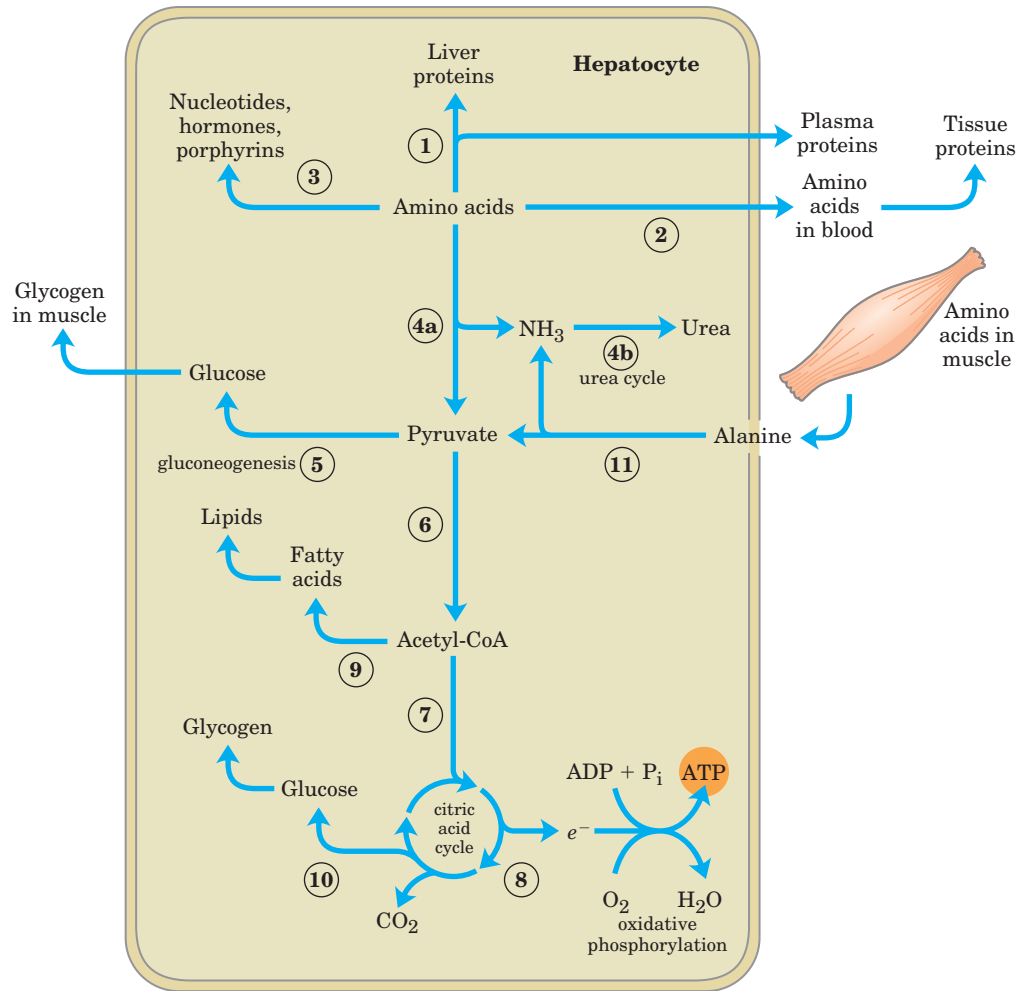 Hepatocyte
Liver
proteins
Nucleotides,
hormones,
porphyrins
1
Plasma
proteins
Tissue
proteins
3
Amino acids
2
Amino
acids
in blood
Glycogen
in muscle
4a
NH₃
4b
urea cycle
Urea
Amino
acids in
muscle
Glucose
Pyruvate
Alanine
gluconeogenesis
5
11
6
Lipids
Fatty
acids
Acetyl-CoA
9
7
Glycogen
Glucose
citric
acid
cycle
ADP + Pᵢ
ATP
e⁻
10
8
CO₂
O₂
H₂O
oxidative
phosphorylation